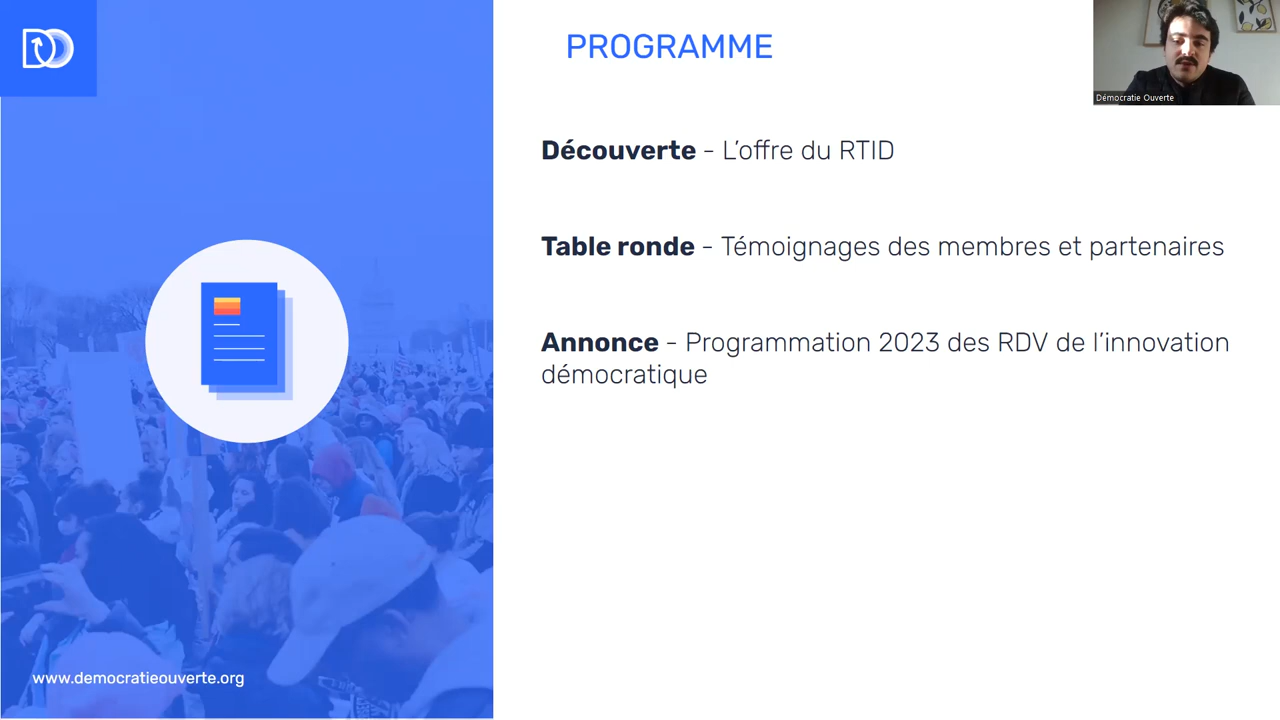 PROGRAMME
Démocratie Ouverte
Découverte - L'offre du RTID
Table ronde - Témoignages des membres et partenaires
Annonce - Programmation 2023 des RDV de l'innovation
démocratique
www.democratieouverte.org